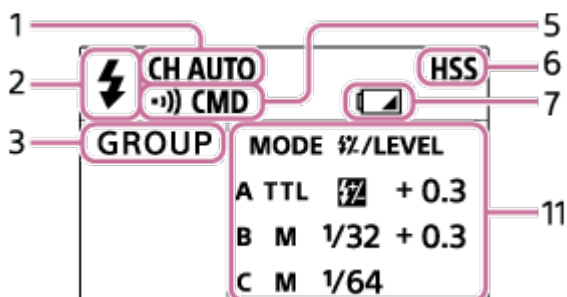 1 5
CH AUTO HSS 6
2
•))) CMD 7
3 GROUP MODE /LEVEL
A TTL + 0.3
11
B M 1/32 + 0.3
C M 1/64